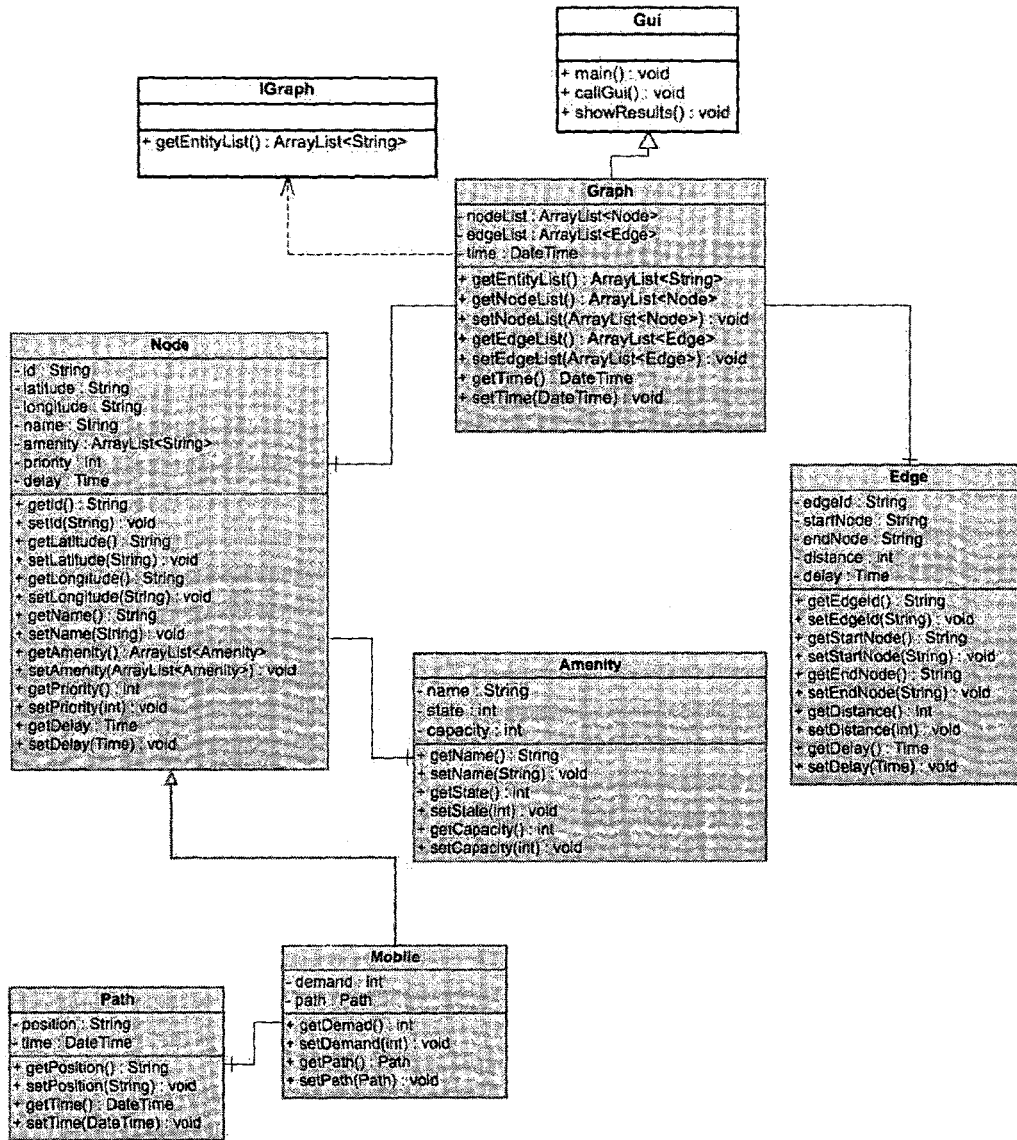 Gui
+ main() : void
+ callGui() : void
+ showResults() : void
IGraph
+ getEntityList() : ArrayList<String>
Graph
- nodeList : ArrayList<Node>
- edgeList : ArrayList<Edge>
- time : DateTime
+ getEntityList() : ArrayList<String>
+ getNodeList() : ArrayList<Node>
+ setNodeList(ArrayList<Node>) : void
+ getEdgeList() : ArrayList<Edge>
+ setEdgeList(ArrayList<Edge>) : void
+ getTime() : DateTime
+ setTime(DateTime) : void
Node
- id : String
- latitude : String
- longitude : String
- name : String
- amenity : ArrayList<String>
- priority : int
- delay : Time
+ getId() : String
+ setId(String) : void
+ getLatitude() : String
+ setLatitude(String) : void
+ getLongitude() : String
+ setLongitude(String) : void
+ getName() : String
+ setName(String) : void
+ getAmenity() : ArrayList<Amenity>
+ setAmenity(ArrayList<Amenity>) : void
+ getPriority() : int
+ setPriority(int) : void
+ getDelay : Time
+ setDelay(Time) : void
Edge
- edgeId : String
- startNode : String
- endNode : String
- distance : int
- delay : Time
+ getEdgeId() : String
+ setEdgeId(String) : void
+ getStartNode() : String
+ setStartNode(String) : void
+ getEndNode() : String
+ setEndNode(String) : void
+ getDistance() : int
+ setDistance(int) : void
+ getDelay() : Time
+ setDelay(Time) : void
Amenity
- name : String
- state : int
- capacity : int
+ getName() : String
+ setName(String) : void
+ getState() : int
+ setState(int) : void
+ getCapacity() : int
+ setCapacity(int) : void
Mobile
- demand : int
- path : Path
+ getDemad() : int
+ setDemand(int) : void
+ getPath() : Path
+ setPath(Path) : void
Path
- position : String
- time : DateTime
+ getPosition() : String
+ setPosition(String) : void
+ getTime() : DateTime
+ setTime(DateTime) : void